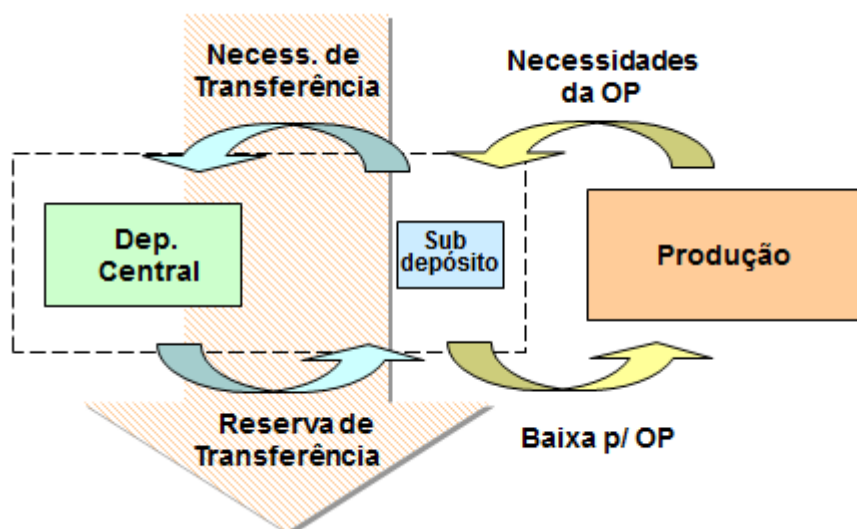 Necess. de
Transferência
Necessidades
da OP
Dep.
Central
Sub
depósito
Produção
Reserva de
Transferência
Baixa p/ OP